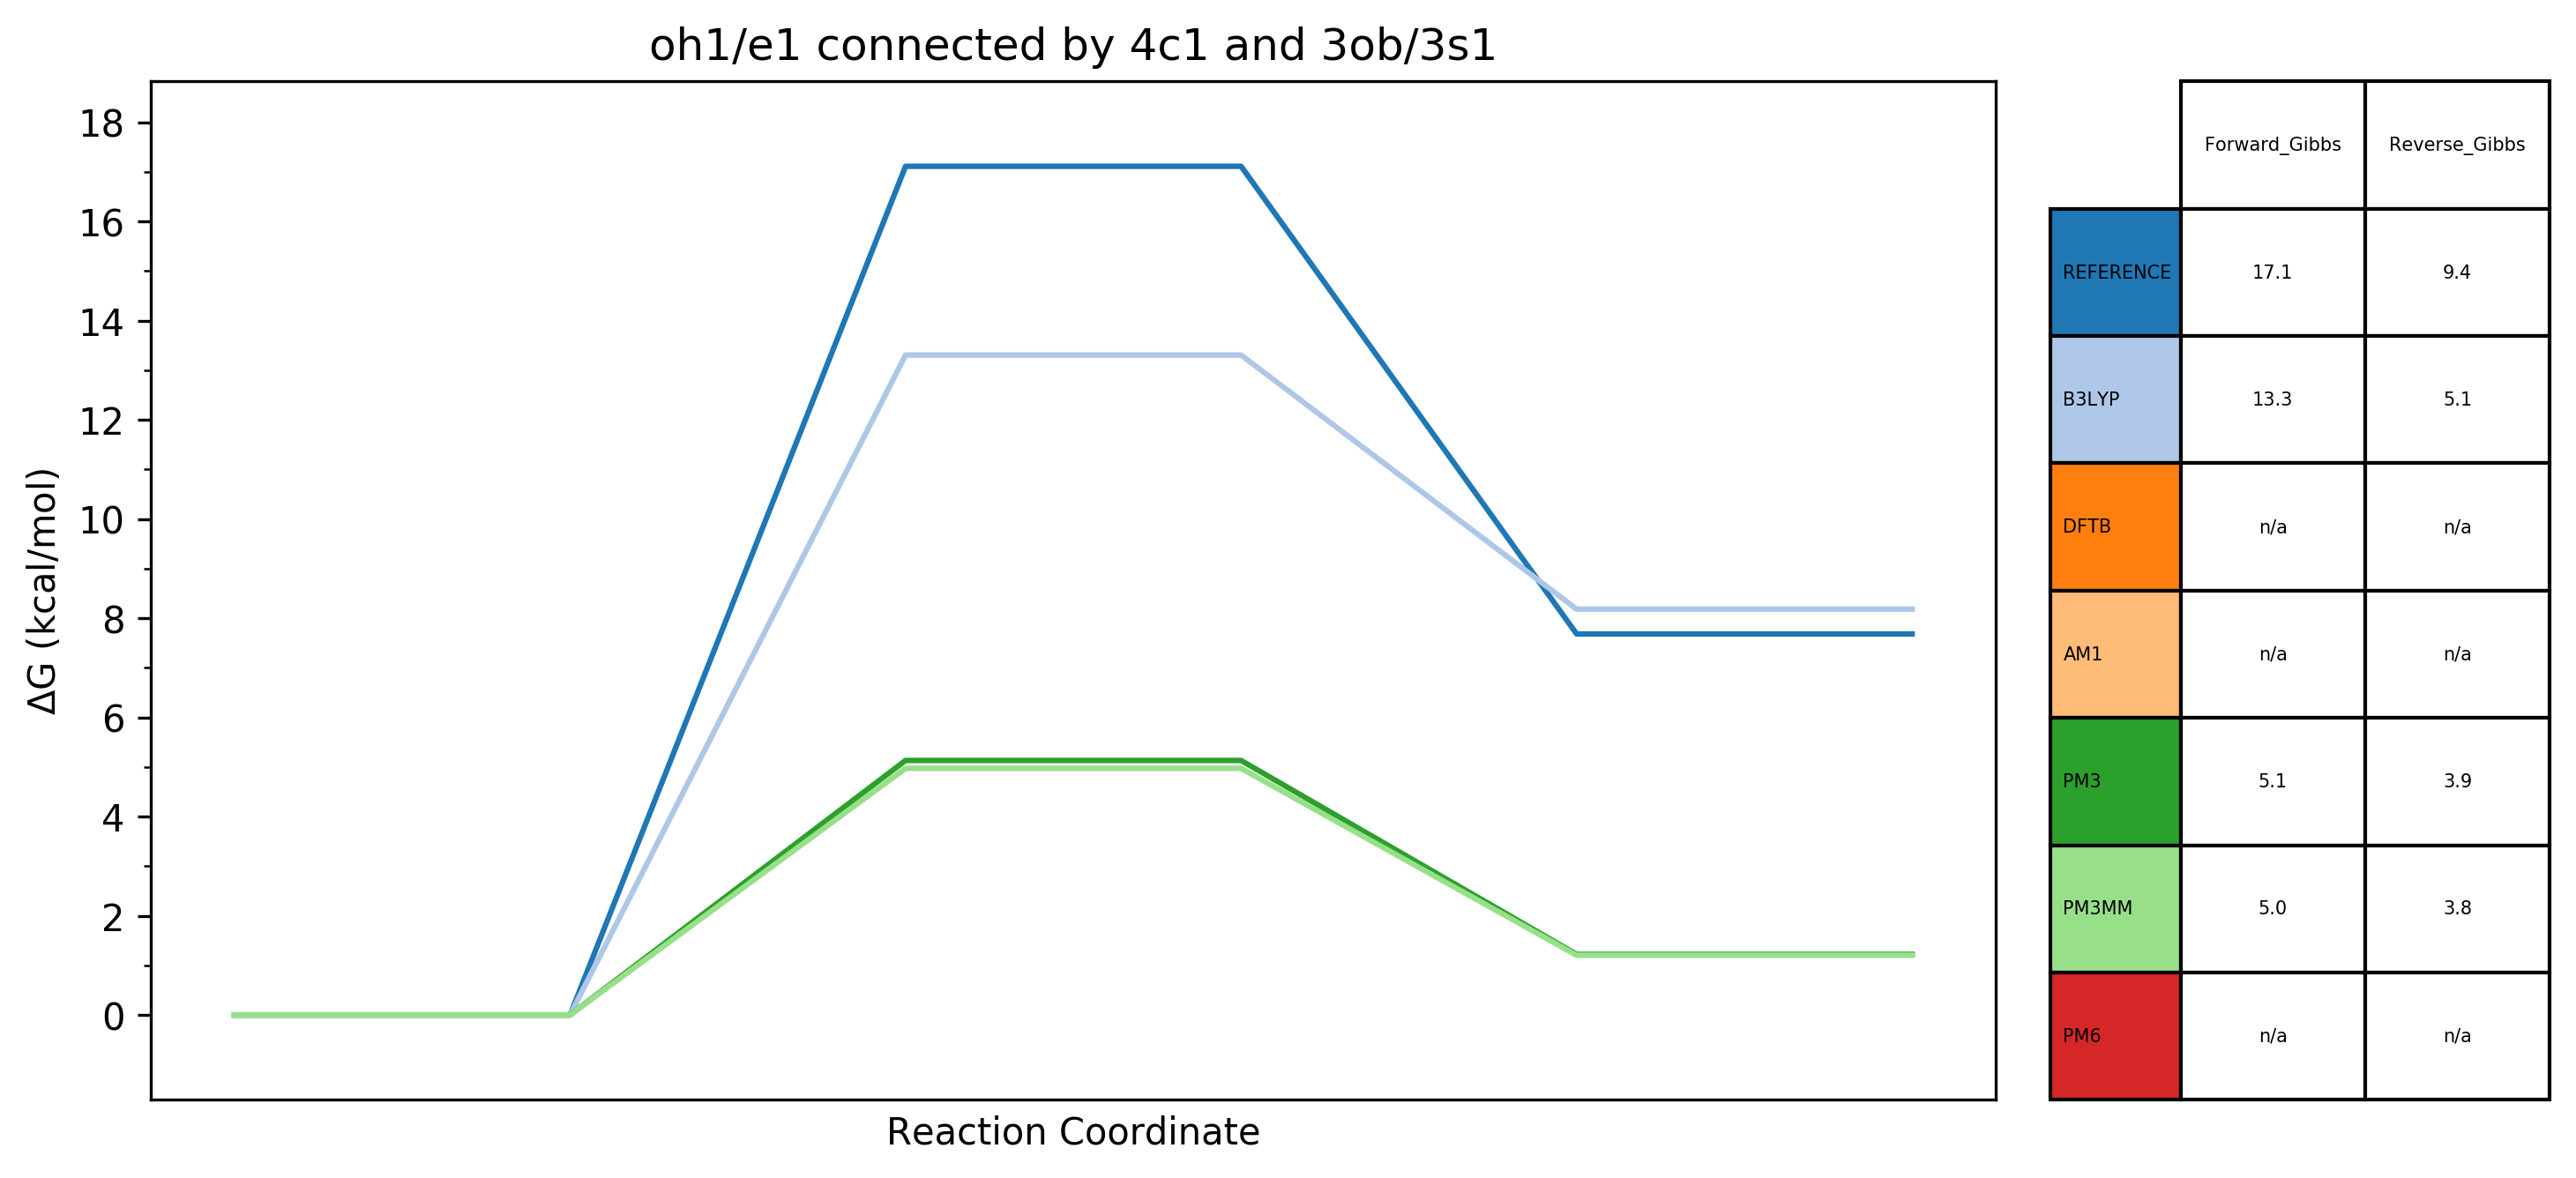 oh1/e1 connected by 4c1 and 3ob/3s1
ΔG (kcal/mol)
18
16
14
12
10
8
6
4
2
0
Reaction Coordinate
Forward_Gibbs Reverse_Gibbs
REFERENCE 17.1 9.4
B3LYP 13.3 5.1
DFTB n/a n/a
AM1 n/a n/a
PM3 5.1 3.9
PM3MM 5.0 3.8
PM6 n/a n/a